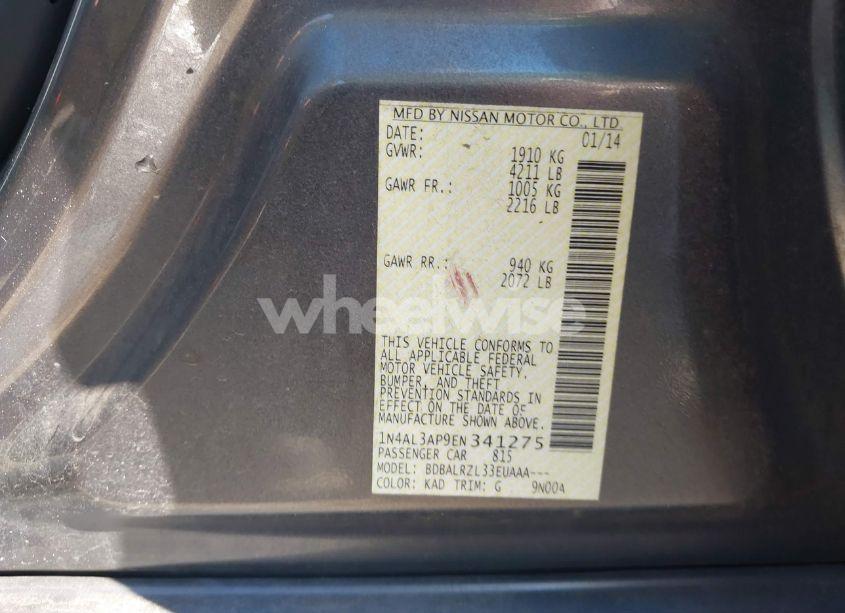 MFD BY NISSAN MOTOR CO., LTD.
DATE: 01/14
GVWR: 1910 KG
4211 LB
GAWR FR.: 1005 KG
2216 LB
GAWR RR.: 940 KG
2072 LB
wheelwise
THIS VEHICLE CONFORMS TO
ALL APPLICABLE FEDERAL
MOTOR VEHICLE SAFETY,
BUMPER, AND THEFT
PREVENTION STANDARDS IN
EFFECT ON THE DATE OF
MANUFACTURE SHOWN ABOVE.
1N4AL3AP9EN341275
PASSENGER CAR 815
MODEL: BDBALRZL33EUAAA---
COLOR: KAD TRIM: G 9N00A